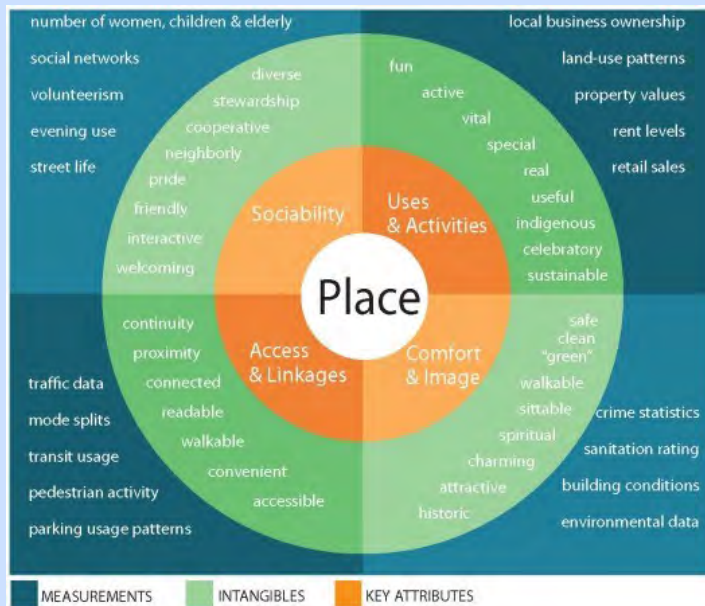 number of women, children & elderly
social networks
volunteerism
evening use
street life
diverse
stewardship
cooperative
neighborly
pride
friendly
interactive
welcoming
Sociability
local business ownership
land-use patterns
property values
rent levels
retail sales
fun
active
vital
special
real
useful
indigenous
celebratory
sustainable
Uses
& Activities
Place
Access
& Linkages
continuity
proximity
connected
readable
walkable
convenient
accessible
traffic data
mode splits
transit usage
pedestrian activity
parking usage patterns
Comfort
& Image
safe
clean
"green"
walkable
sittable
spiritual
charming
attractive
historic
crime statistics
sanitation rating
building conditions
environmental data
MEASUREMENTS
INTANGIBLES
KEY ATTRIBUTES